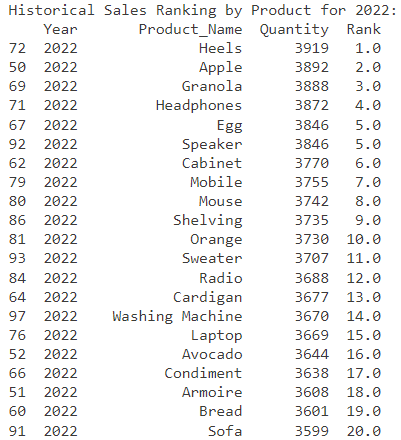 Historical Sales Ranking by Product for 2022:
Year Product_Name Quantity Rank
72 2022 Heels 3919 1.0
50 2022 Apple 3892 2.0
69 2022 Granola 3888 3.0
71 2022 Headphones 3872 4.0
67 2022 Egg 3846 5.0
92 2022 Speaker 3846 5.0
62 2022 Cabinet 3770 6.0
79 2022 Mobile 3755 7.0
80 2022 Mouse 3742 8.0
86 2022 Shelving 3735 9.0
81 2022 Orange 3730 10.0
93 2022 Sweater 3707 11.0
84 2022 Radio 3688 12.0
64 2022 Cardigan 3677 13.0
97 2022 Washing Machine 3670 14.0
76 2022 Laptop 3669 15.0
52 2022 Avocado 3644 16.0
66 2022 Condiment 3638 17.0
51 2022 Armoire 3608 18.0
60 2022 Bread 3601 19.0
91 2022 Sofa 3599 20.0